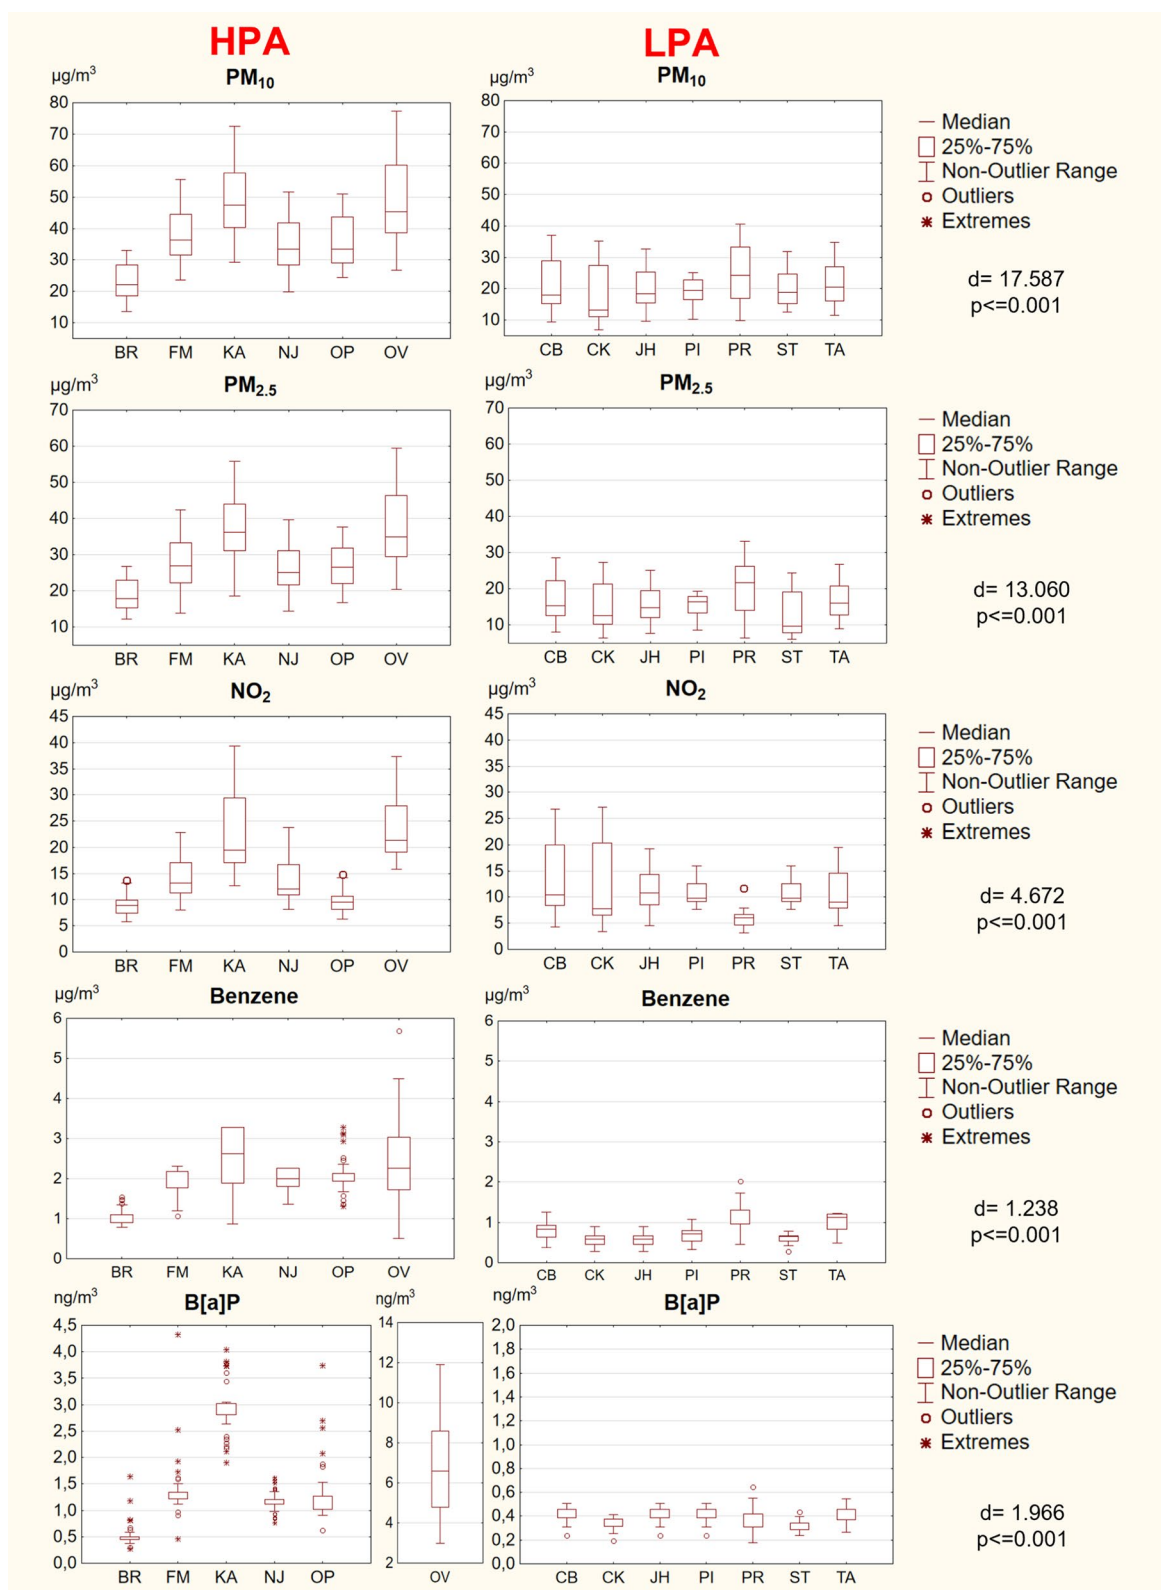 HPA LPA
µg/m³ PM₁₀ µg/m³ PM₁₀
80 80
70 70
60 60
50 50
40 40
30 30
20 20
10 10
BR FM KA NJ OP OV CB CK JH PI PR ST TA
Median
25%-75%
Non-Outlier Range
Outliers
Extremes
d= 17.587
p<=0.001
µg/m³ PM₂.₅ µg/m³ PM₂.₅
70 70
60 60
50 50
40 40
30 30
20 20
10 10
BR FM KA NJ OP OV CB CK JH PI PR ST TA
Median
25%-75%
Non-Outlier Range
Outliers
Extremes
d= 13.060
p<=0.001
µg/m³ NO₂ µg/m³ NO₂
45 45
40 40
35 35
30 30
25 25
20 20
15 15
10 10
5 5
0 0
BR FM KA NJ OP OV CB CK JH PI PR ST TA
Median
25%-75%
Non-Outlier Range
Outliers
Extremes
d= 4.672
p<=0.001
µg/m³ Benzene µg/m³ Benzene
6 6
5 5
4 4
3 3
2 2
1 1
0 0
BR FM KA NJ OP OV CB CK JH PI PR ST TA
Median
25%-75%
Non-Outlier Range
Outliers
Extremes
d= 1.238
p<=0.001
ng/m³ B[a]P ng/m³ ng/m³ B[a]P
4,5 14 2,0
4,0 12 1,8
3,5 10 1,6
3,0 8 1,4
2,5 6 1,2
2,0 4 1,0
1,5 2 0,8
1,0 0,6
0,5 0,4
0,0 0,2
0,0
BR FM KA NJ OP OV CB CK JH PI PR ST TA
Median
25%-75%
Non-Outlier Range
Outliers
Extremes
d= 1.966
p<=0.001